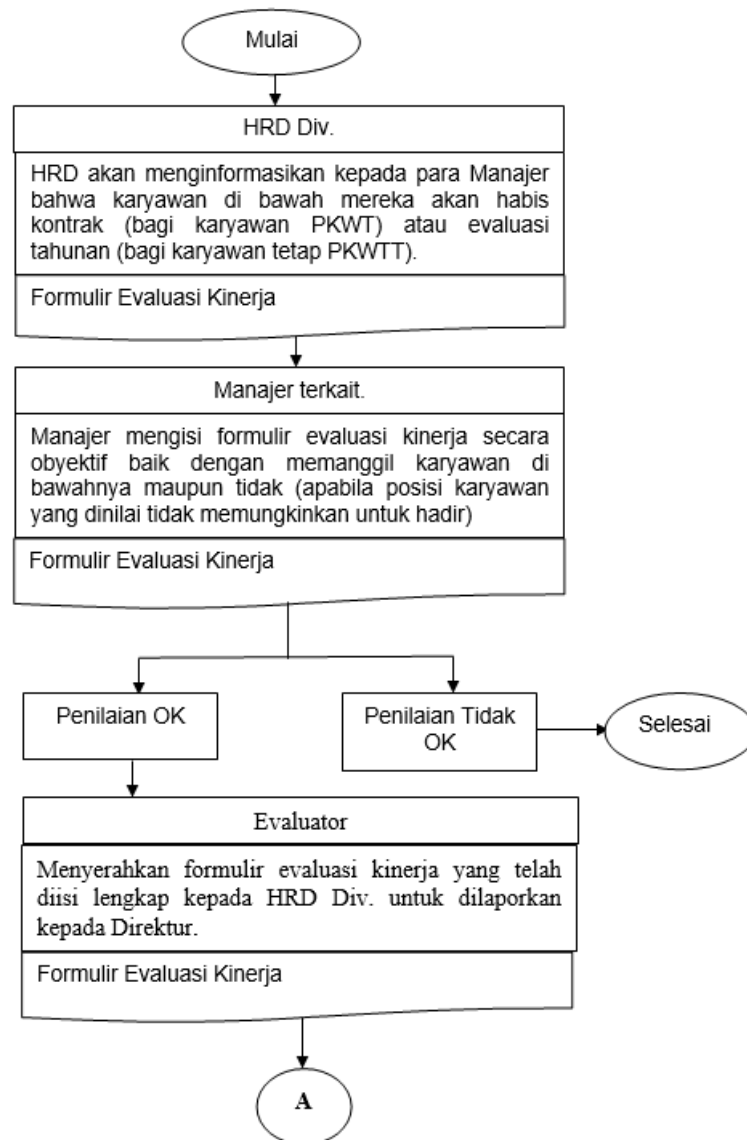 Mulai
HRD Div.
HRD akan menginformasikan kepada para Manajer
bahwa karyawan di bawah mereka akan habis
kontrak (bagi karyawan PKWT) atau evaluasi
tahunan (bagi karyawan tetap PKWTT).
Formulir Evaluasi Kinerja
Manajer terkait.
Manajer mengisi formulir evaluasi kinerja secara
obyektif baik dengan memanggil karyawan di
bawahnya maupun tidak (apabila posisi karyawan
yang dinilai tidak memungkinkan untuk hadir)
Formulir Evaluasi Kinerja
Penilaian OK
Penilaian Tidak
OK
Selesai
Evaluator
Menyerahkan formulir evaluasi kinerja yang telah
diisi lengkap kepada HRD Div. untuk dilaporkan
kepada Direktur.
Formulir Evaluasi Kinerja
A